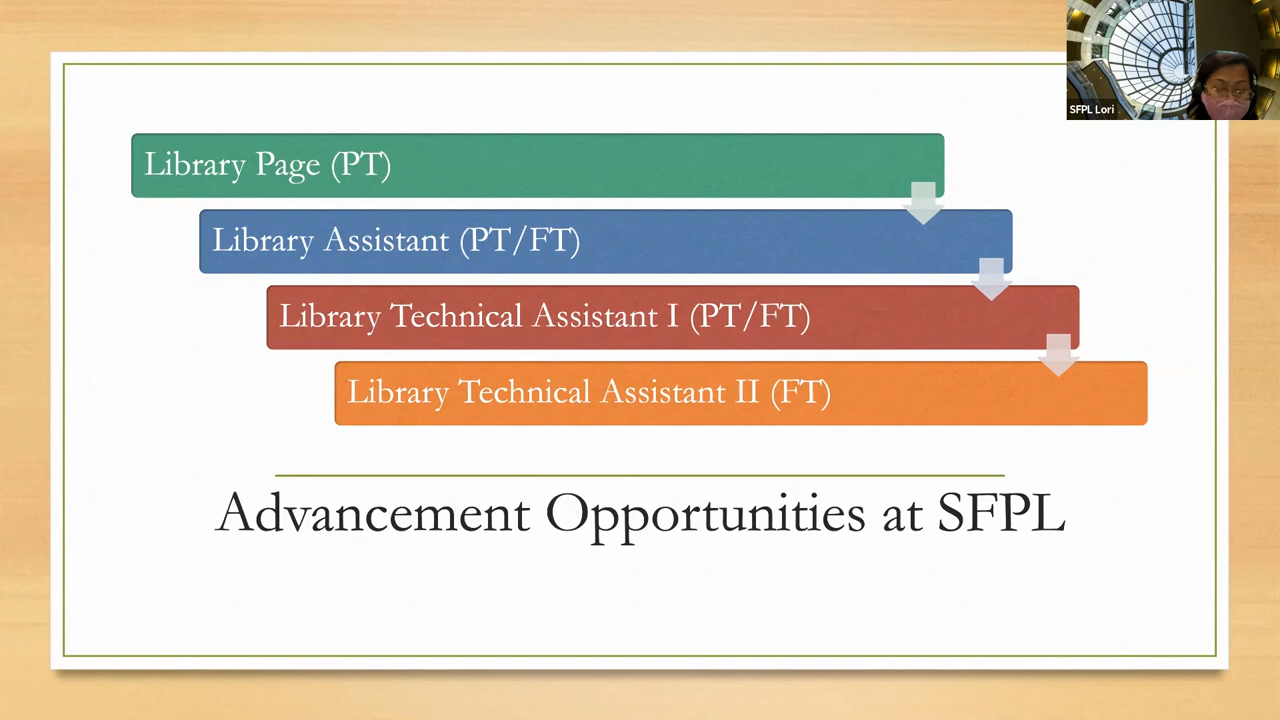 SFPL Lori
Library Page (PT)
Library Assistant (PT/FT)
Library Technical Assistant I (PT/FT)
Library Technical Assistant II (FT)
Advancement Opportunities at SFPL